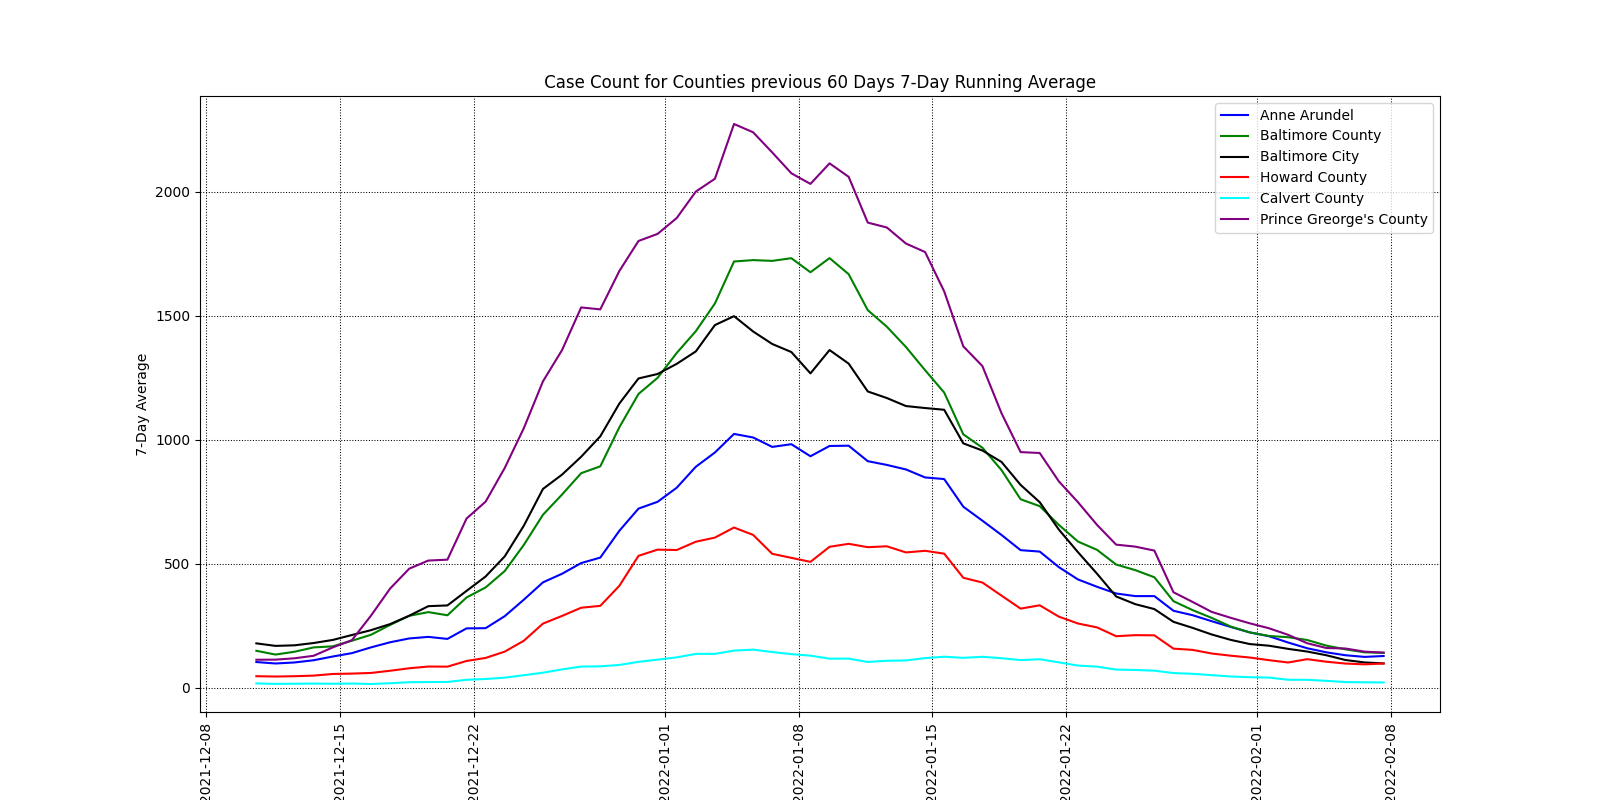 Case Count for Counties previous 60 Days 7-Day Running Average
Anne Arundel
Baltimore County
Baltimore City
Howard County
Calvert County
Prince Greorge's County
7-Day Average
2000
1500
1000
500
0
2021-12-08
2021-12-15
2021-12-22
2022-01-01
2022-01-08
2022-01-15
2022-01-22
2022-02-01
2022-02-08